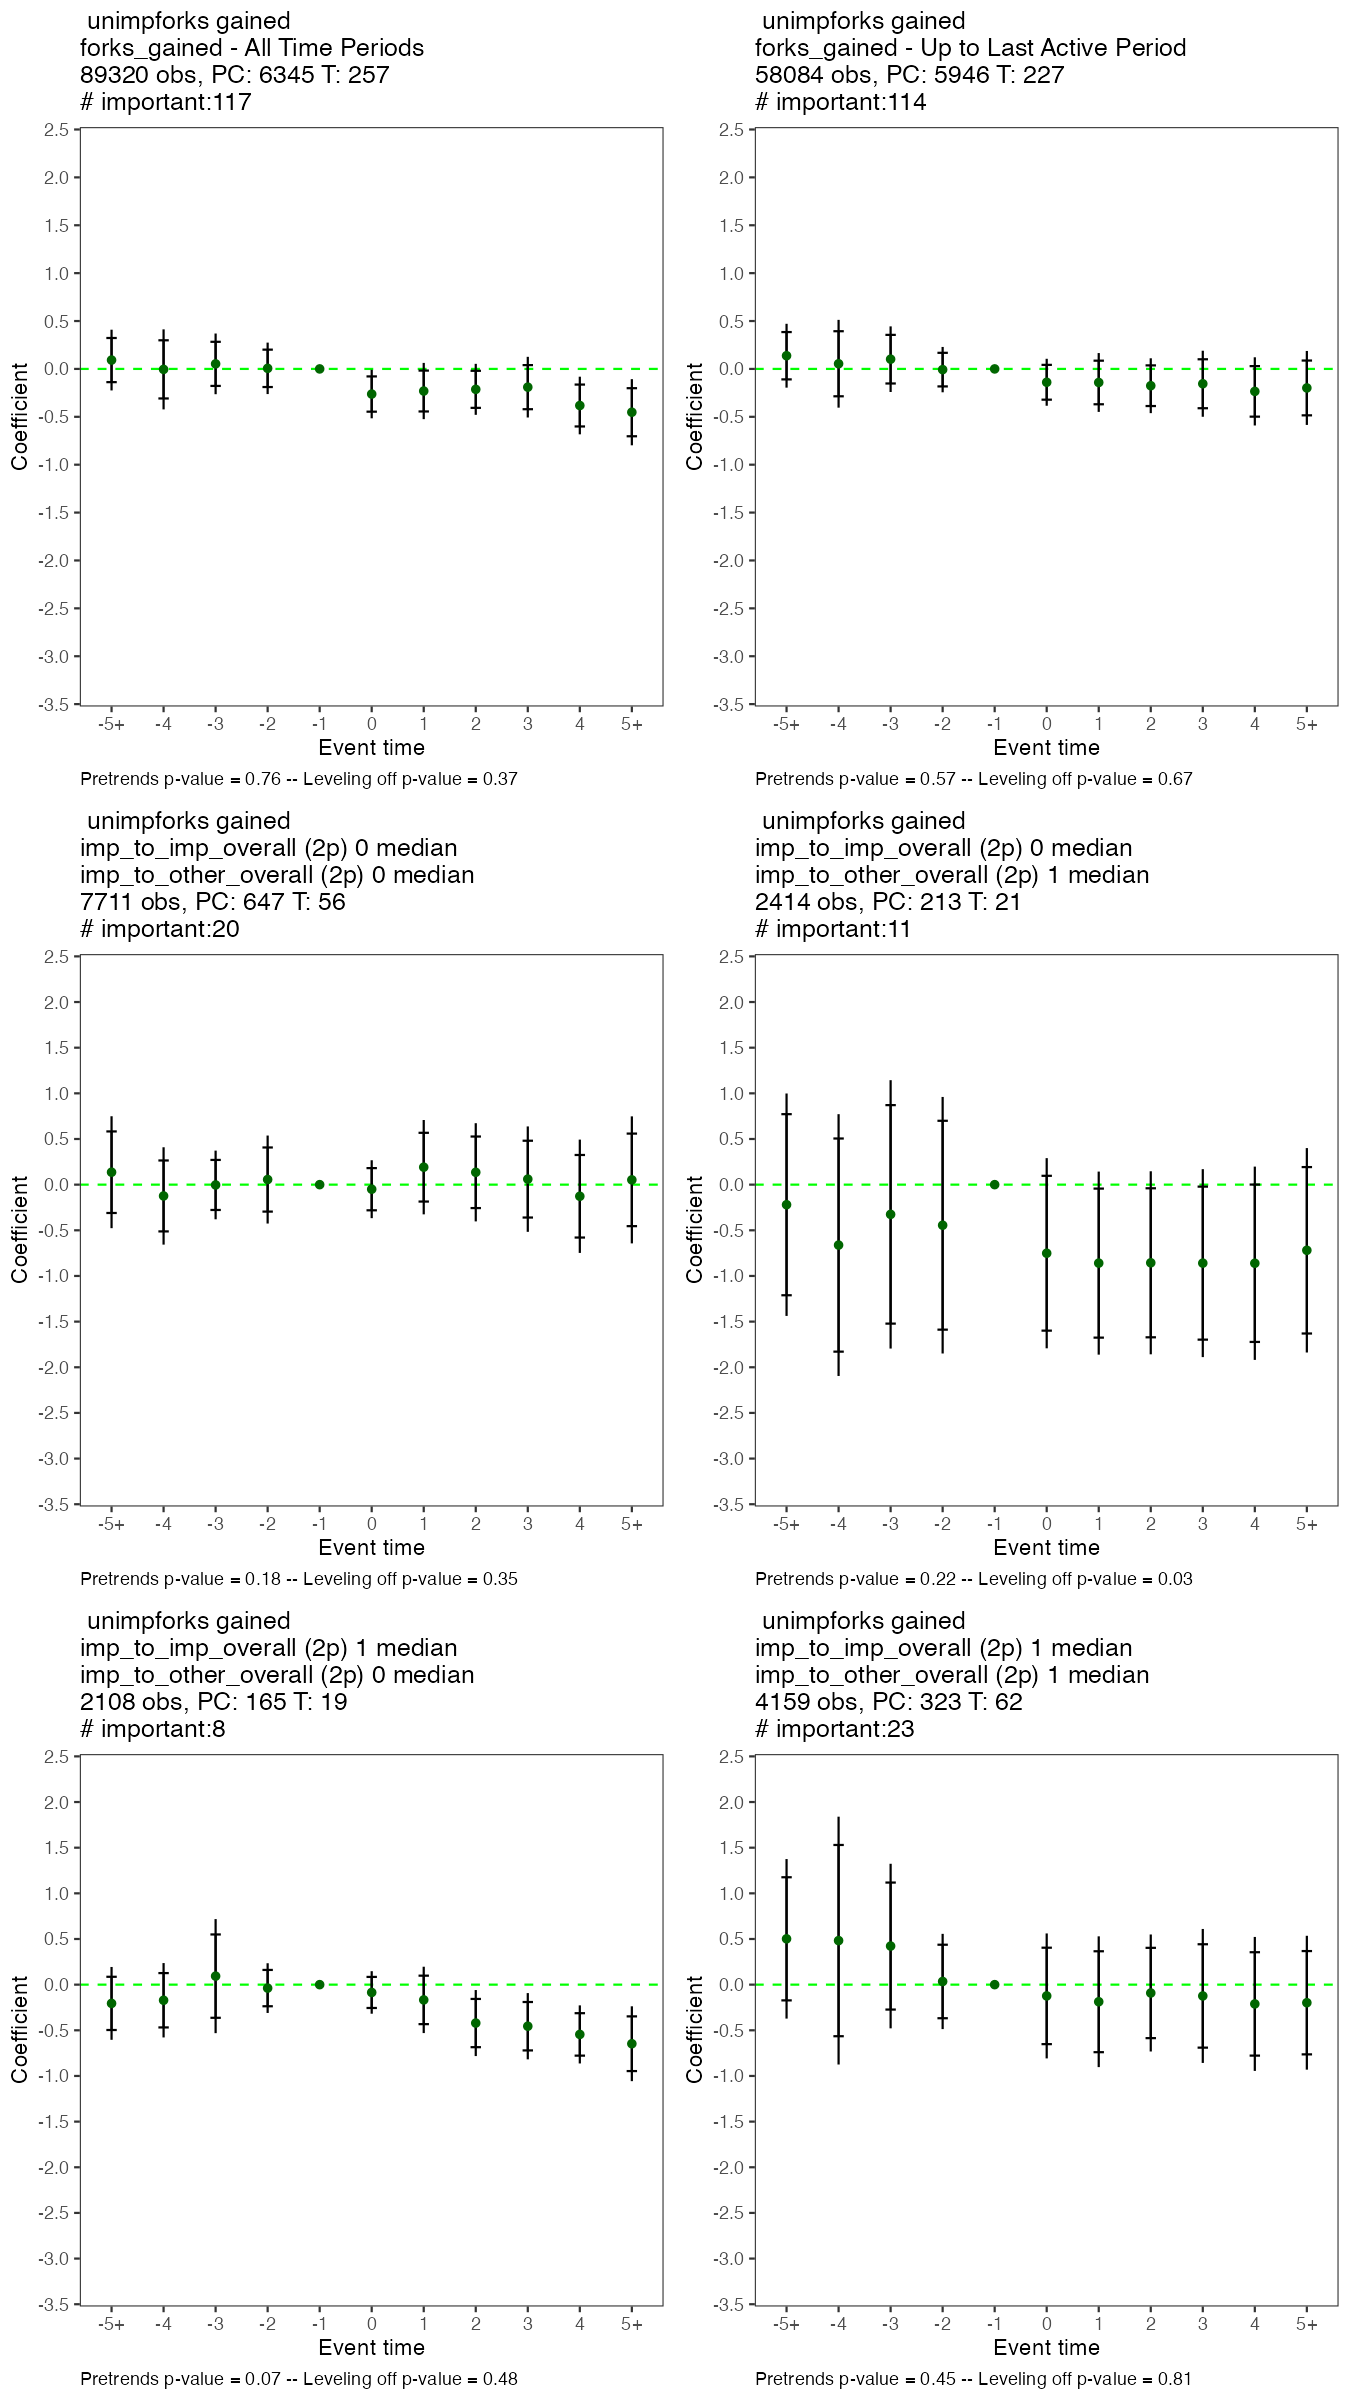 unimpforks gained
forks_gained - All Time Periods
89320 obs, PC: 6345 T: 257
# important:117
2.5
2.0
1.5
1.0
0.5
0.0
-0.5
-1.0
-1.5
-2.0
-2.5
-3.0
-3.5
Coefficient
-5+ -4 -3 -2 -1 0 1 2 3 4 5+
Event time
Pretrends p-value = 0.76 -- Leveling off p-value = 0.37
unimpforks gained
forks_gained - Up to Last Active Period
58084 obs, PC: 5946 T: 227
# important:114
2.5
2.0
1.5
1.0
0.5
0.0
-0.5
-1.0
-1.5
-2.0
-2.5
-3.0
-3.5
Coefficient
-5+ -4 -3 -2 -1 0 1 2 3 4 5+
Event time
Pretrends p-value = 0.57 -- Leveling off p-value = 0.67
unimpforks gained
imp_to_imp_overall (2p) 0 median
imp_to_other_overall (2p) 0 median
7711 obs, PC: 647 T: 56
# important:20
2.5
2.0
1.5
1.0
0.5
0.0
-0.5
-1.0
-1.5
-2.0
-2.5
-3.0
-3.5
Coefficient
-5+ -4 -3 -2 -1 0 1 2 3 4 5+
Event time
Pretrends p-value = 0.18 -- Leveling off p-value = 0.35
unimpforks gained
imp_to_imp_overall (2p) 0 median
imp_to_other_overall (2p) 1 median
2414 obs, PC: 213 T: 21
# important:11
2.5
2.0
1.5
1.0
0.5
0.0
-0.5
-1.0
-1.5
-2.0
-2.5
-3.0
-3.5
Coefficient
-5+ -4 -3 -2 -1 0 1 2 3 4 5+
Event time
Pretrends p-value = 0.22 -- Leveling off p-value = 0.03
unimpforks gained
imp_to_imp_overall (2p) 1 median
imp_to_other_overall (2p) 0 median
2108 obs, PC: 165 T: 19
# important:8
2.5
2.0
1.5
1.0
0.5
0.0
-0.5
-1.0
-1.5
-2.0
-2.5
-3.0
-3.5
Coefficient
-5+ -4 -3 -2 -1 0 1 2 3 4 5+
Event time
Pretrends p-value = 0.07 -- Leveling off p-value = 0.48
unimpforks gained
imp_to_imp_overall (2p) 1 median
imp_to_other_overall (2p) 1 median
4159 obs, PC: 323 T: 62
# important:23
2.5
2.0
1.5
1.0
0.5
0.0
-0.5
-1.0
-1.5
-2.0
-2.5
-3.0
-3.5
Coefficient
-5+ -4 -3 -2 -1 0 1 2 3 4 5+
Event time
Pretrends p-value = 0.45 -- Leveling off p-value = 0.81